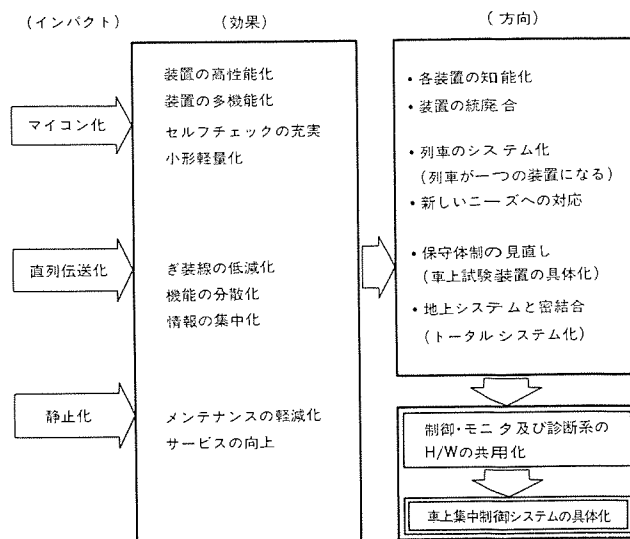 (インパクト)
(効果)
(方向)
マイコン化
直列伝送化
静止化
装置の高性能化
装置の多機能化
セルフチェックの充実
小形軽量化
ぎ装線の低減化
機能の分散化
情報の集中化
メンテナンスの軽減化
サービスの向上
・各装置の知能化
・装置の統廃合
・列車のシステム化
(列車が一つの装置になる)
・新しいニーズへの対応
・保守体制の見直し
(車上試験装置の具体化)
・地上システムと密結合
(トータルシステム化)
制御・モニタ及び診断系の
H/Wの共用化
車上集中制御システムの具体化